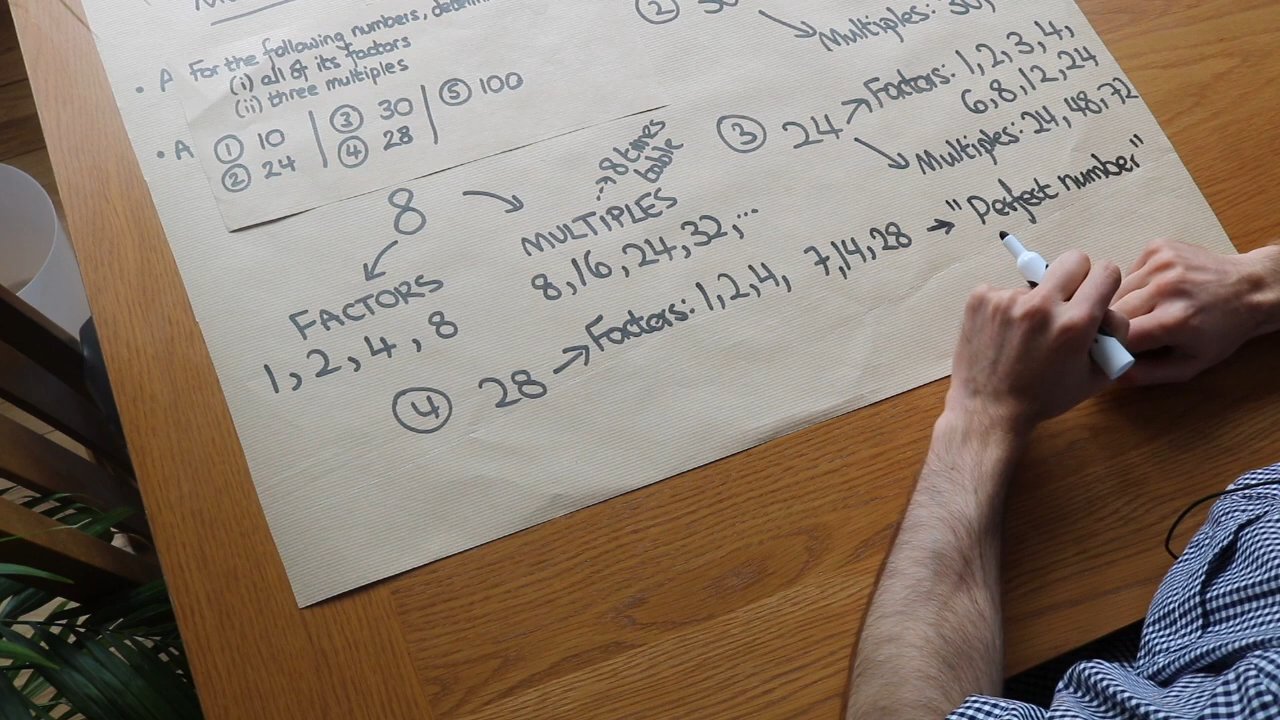 • A For the following numbers, determ
(i) all of its factors
(ii) three multiples
① 10
② 24
③ 30
④ 28
⑤ 100
• A
8
FACTORS
1, 2, 4, 8
→ 8 times
table
MULTIPLES
8, 16, 24, 32, ...
② 30
Multiples: 30,
③ 24
Factors: 1, 2, 3, 4,
6, 8, 12, 24
Multiples: 24, 48, 72
④ 28 → Factors: 1, 2, 4, 7, 14, 28 → "Perfect number"